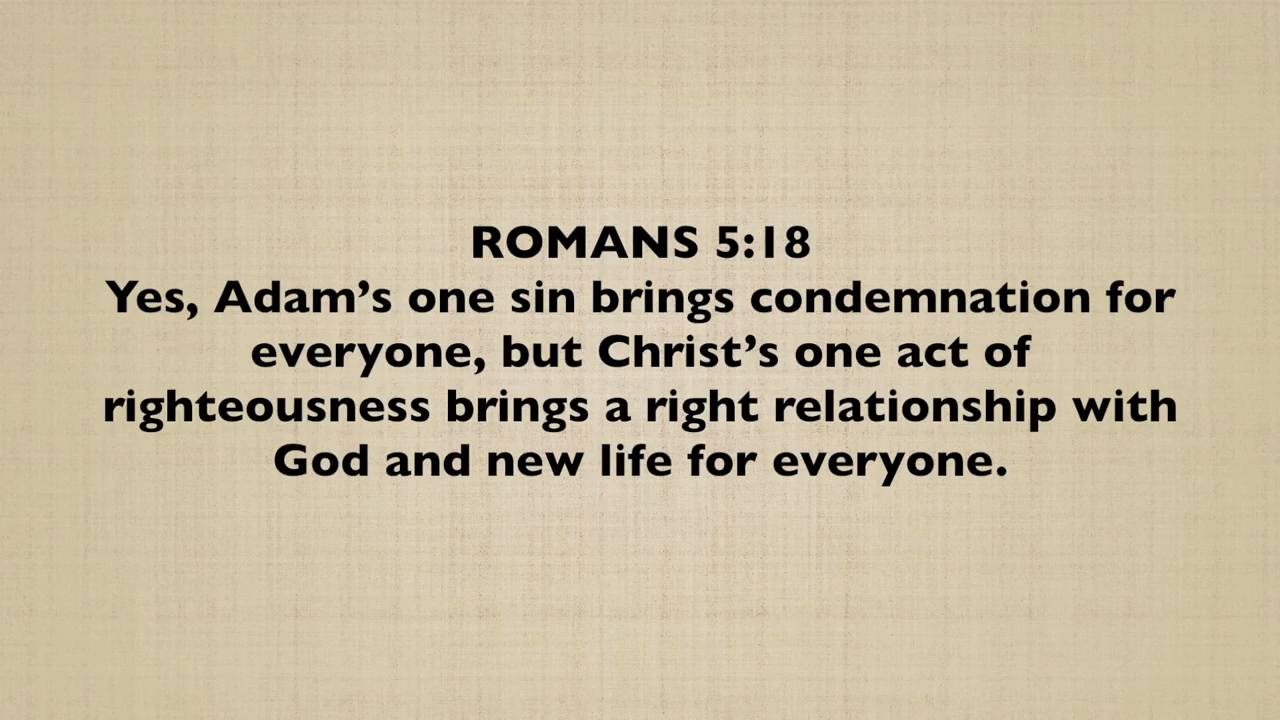 ROMANS 5:18
Yes, Adam’s one sin brings condemnation for
everyone, but Christ’s one act of
righteousness brings a right relationship with
God and new life for everyone.